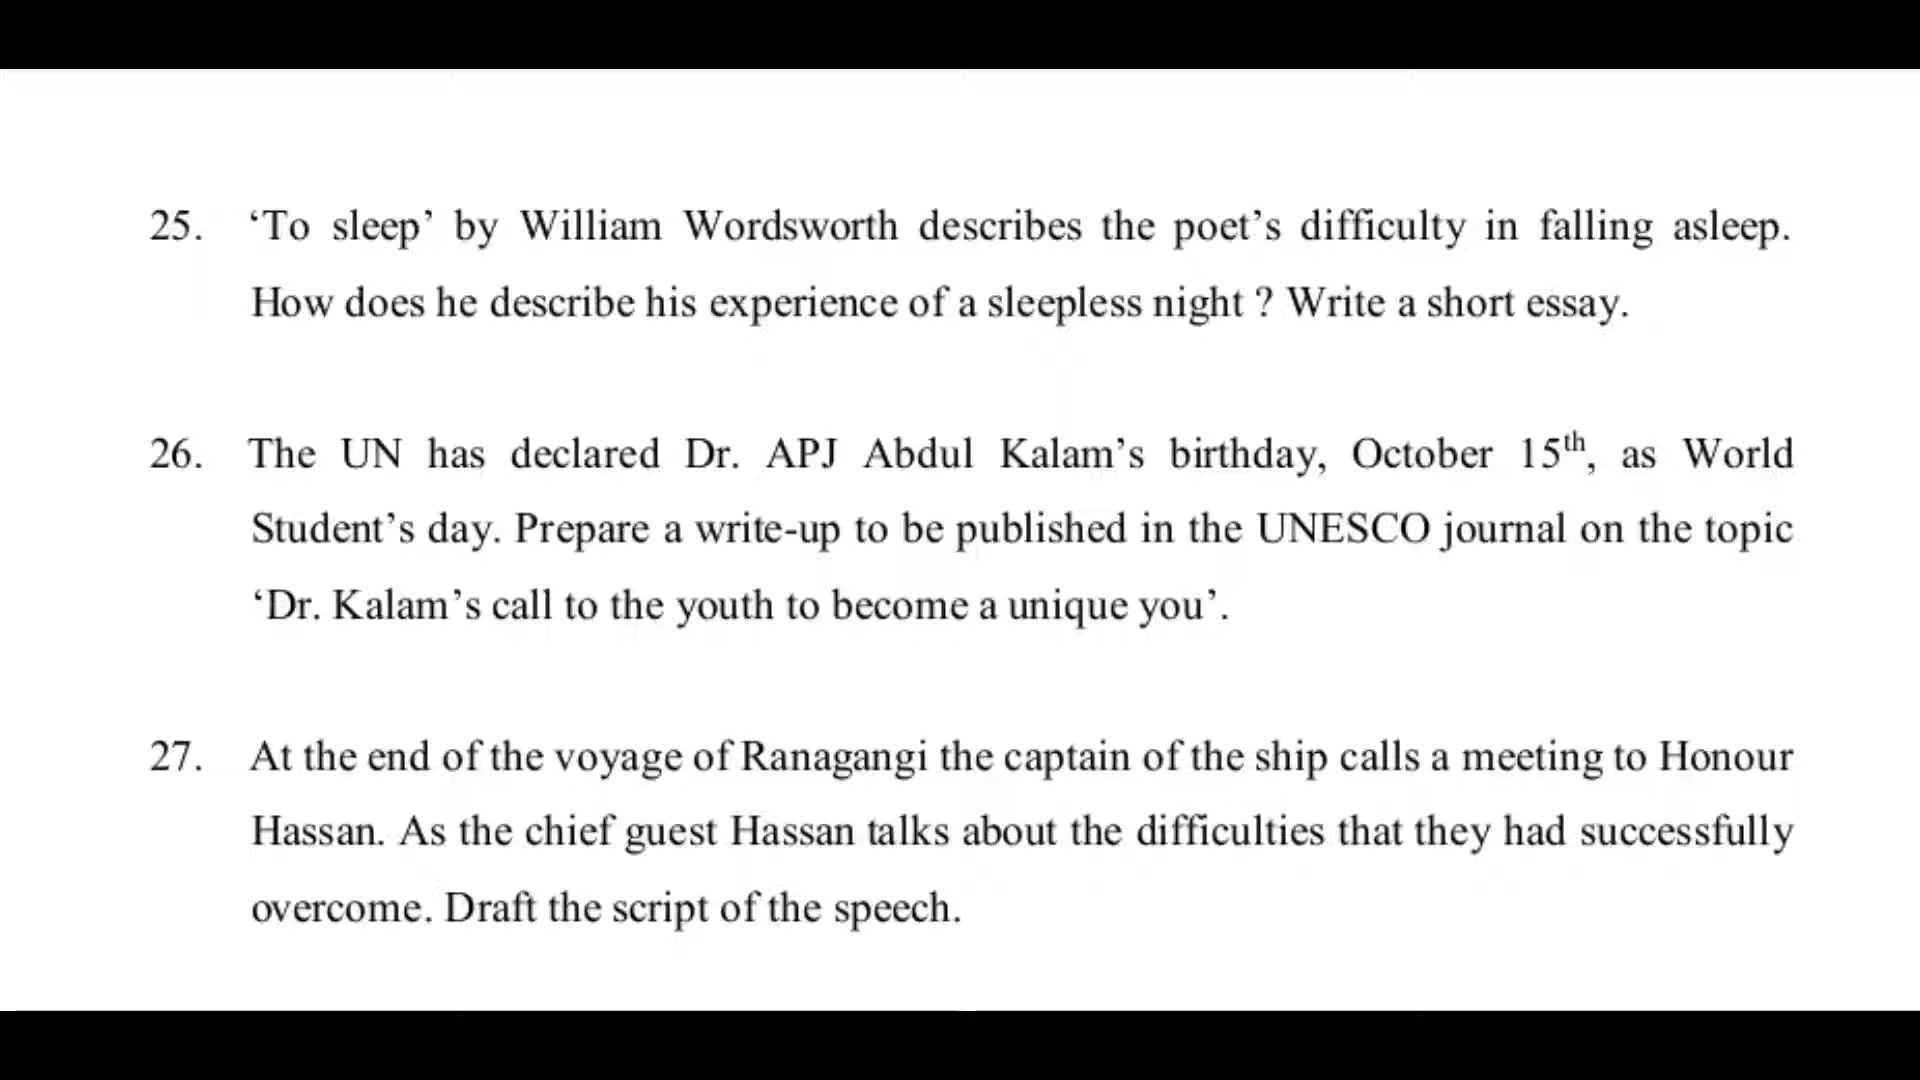 25. ‘To sleep’ by William Wordsworth describes the poet’s difficulty in falling asleep.
How does he describe his experience of a sleepless night ? Write a short essay.
26. The UN has declared Dr. APJ Abdul Kalam’s birthday, October 15th, as World
Student’s day. Prepare a write-up to be published in the UNESCO journal on the topic
‘Dr. Kalam’s call to the youth to become a unique you’.
27. At the end of the voyage of Ranagangi the captain of the ship calls a meeting to Honour
Hassan. As the chief guest Hassan talks about the difficulties that they had successfully
overcome. Draft the script of the speech.